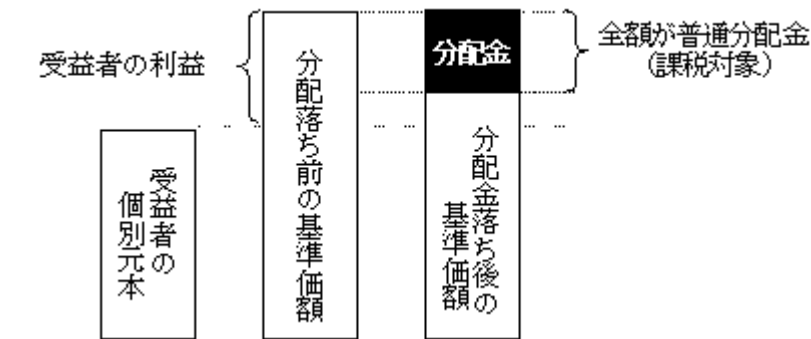 受益者の利益
分配金
全額が普通分配金
（課税対象）
受益者の
個別元本
分配落ち前の基準価額
分配金落ち後の
基準価額